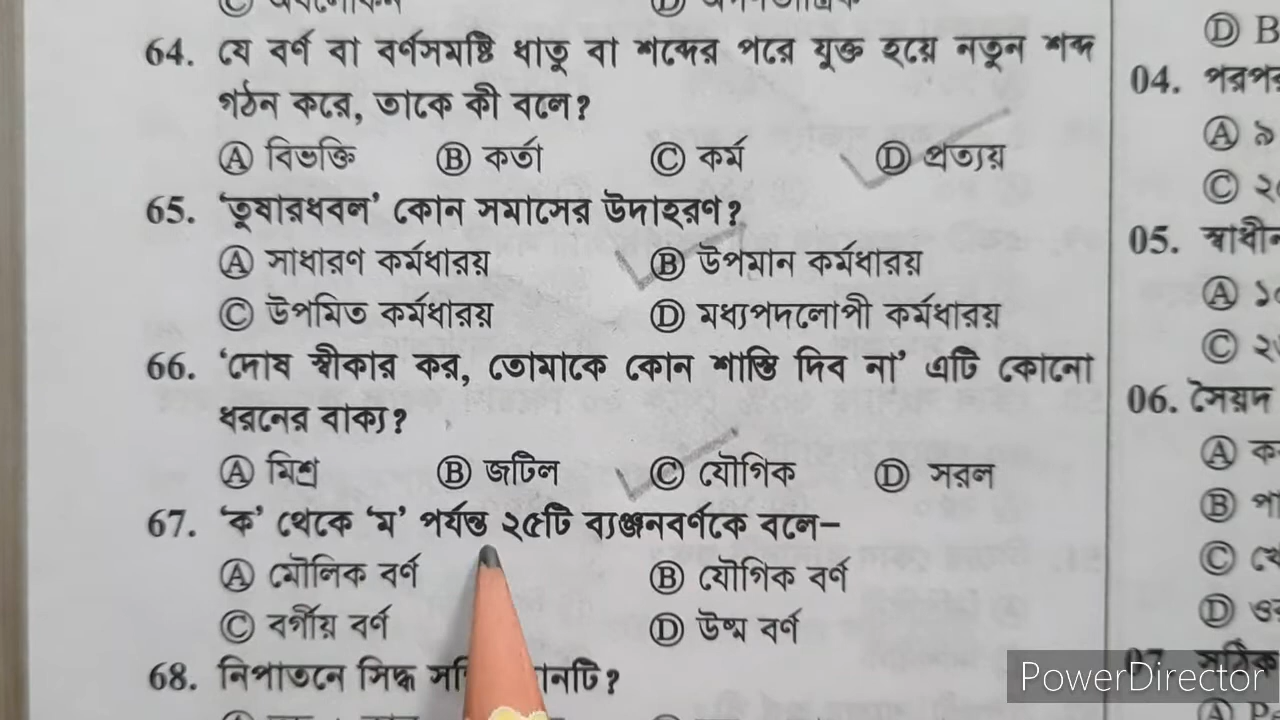 64. যে বর্ণ বা বর্ণসমষ্টি ধাতু বা শব্দের পরে যুক্ত হয়ে নতুন শব্দ
গঠন করে, তাকে কী বলে?
Ⓐ বিভক্তি Ⓑ কর্তা Ⓒ কর্ম Ⓓ প্রত্যয়
65. ‘তুষারধবল’ কোন সমাসের উদাহরণ?
Ⓐ সাধারণ কর্মধারয় Ⓑ উপমান কর্মধারয়
Ⓒ উপমিত কর্মধারয় Ⓓ মধ্যপদলোপী কর্মধারয়
66. ‘দোষ স্বীকার কর, তোমাকে কোন শাস্তি দিব না’ এটি কোনো
ধরনের বাক্য?
Ⓐ মিশ্র Ⓑ জটিল Ⓒ যৌগিক Ⓓ সরল
67. ‘ক’ থেকে ‘ম’ পর্যন্ত ২৫টি ব্যঞ্জনবর্ণকে বলে–
Ⓐ মৌলিক বর্ণ Ⓑ যৌগিক বর্ণ
Ⓒ বর্গীয় বর্ণ Ⓓ উষ্ম বর্ণ
68. নিপাতনে সিদ্ধ
Ⓓ B
04.
Ⓐ ৯
Ⓒ
05.
Ⓐ
Ⓒ
06. সৈয়দ
Ⓐ
Ⓑ
Ⓒ
Ⓓ
07. সঠিক
PowerDirector